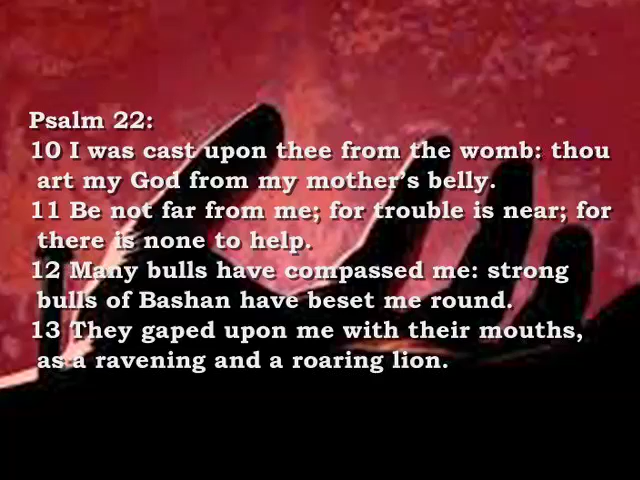 Psalm 22:
10 I was cast upon thee from the womb: thou
art my God from my mother's belly.
11 Be not far from me; for trouble is near; for
there is none to help.
12 Many bulls have compassed me: strong
bulls of Bashan have beset me round.
13 They gaped upon me with their mouths,
as a ravening and a roaring lion.